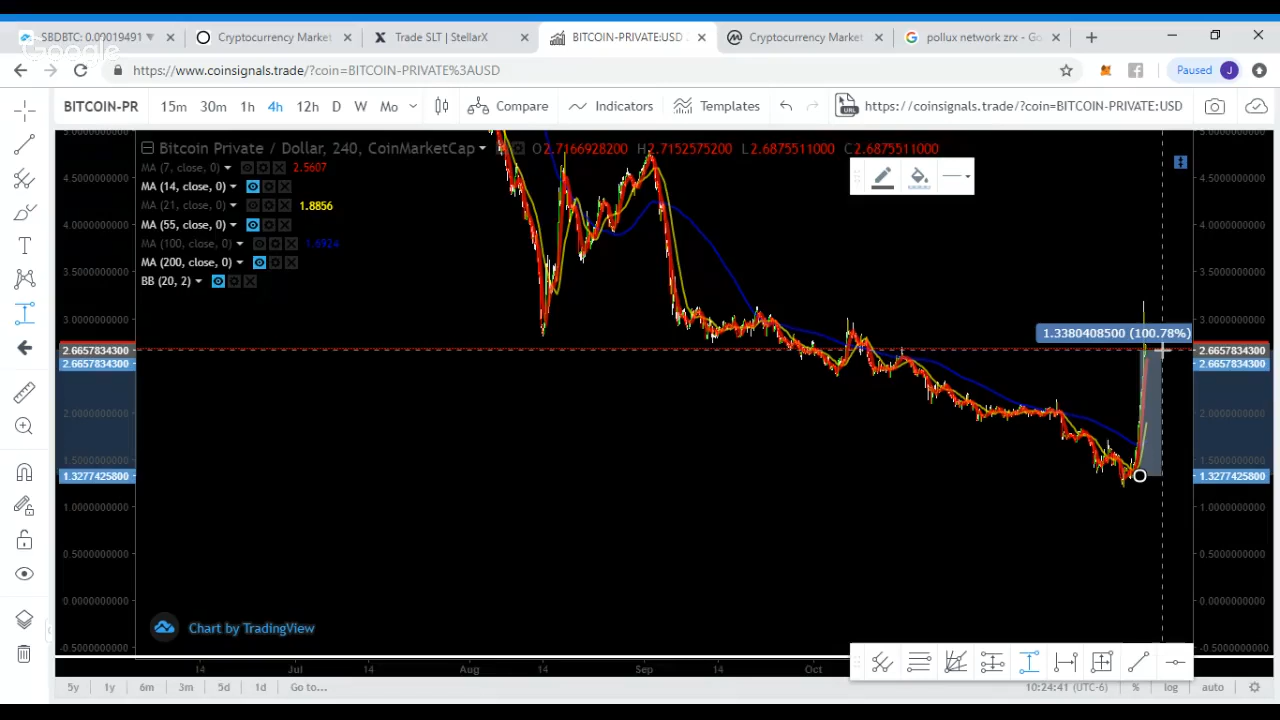 SBDBTC: 0.00019491
Cryptocurrency Market
Trade SLT | StellarX
BITCOIN-PRIVATE:USD
Cryptocurrency Market
pollux network zrx - Go
Google
https://www.coinsignals.trade/?coin=BITCOIN-PRIVATE%3AUSD
Paused J
BITCOIN-PR 15m 30m 1h 4h 12h D W Mo Compare Indicators Templates https://coinsignals.trade/?coin=BITCOIN-PRIVATE:USD
Bitcoin Private / Dollar, 240, CoinMarketCap O2.7166928200 H2.7152575200 L2.6875511000 C2.6875511000
MA (7, close, 0) 2.5607
MA (14, close, 0)
MA (21, close, 0) 1.8856
MA (55, close, 0)
MA (100, close, 0) 1.6924
MA (200, close, 0)
BB (20, 2)
1.3380408500 (100.78%)
5.0000000000 5.0000000000
4.5000000000 4.5000000000
4.0000000000 4.0000000000
3.5000000000 3.5000000000
3.0000000000 3.0000000000
2.6657834300 2.6657834300
2.6657834300 2.6657834300
2.0000000000 2.0000000000
1.5000000000 1.5000000000
1.3277425800 1.3277425800
1.0000000000 1.0000000000
0.5000000000 0.5000000000
0.0000000000 0.0000000000
-0.5000000000 -0.5000000000
Chart by TradingView
14 Jul 14 Aug 14 Sep 14 Oct
5y 1y 6m 3m 5d 1d Go to... 10:24:41 (UTC-6) % log auto